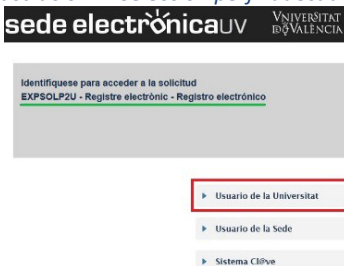 sede electrònicauv VNIVERSITAT
DE VALÈNCIA
Identifíquese para acceder a la solicitud
EXPSOLP2U - Registre electrònic - Registro electrónico
Usuario de la Universitat
Usuario de la Sede
Sistema Cl@ve